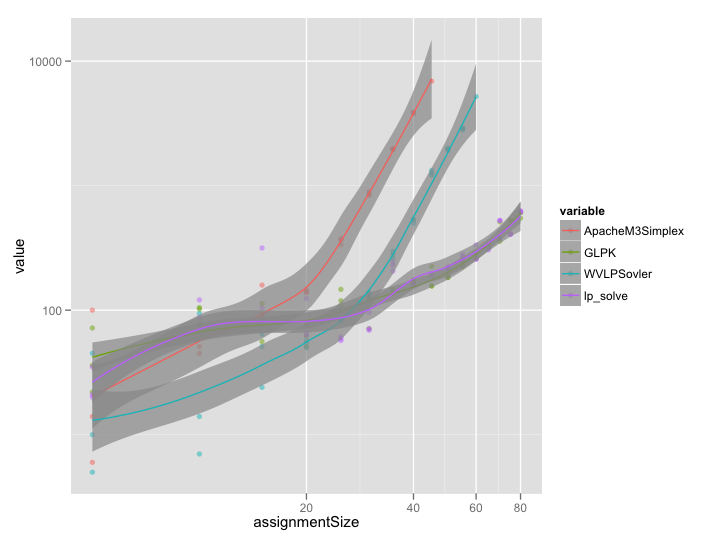 10000
100
value
20
40
60
80
assignmentSize
variable
ApacheM3Simplex
GLPK
WVLPSovler
lp_solve